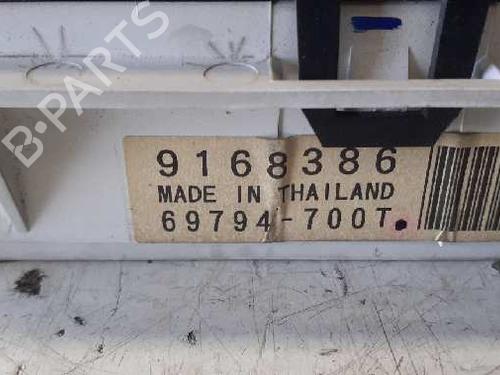 B-PARTS
9168386
MADE IN THAILAND
69794-700T.